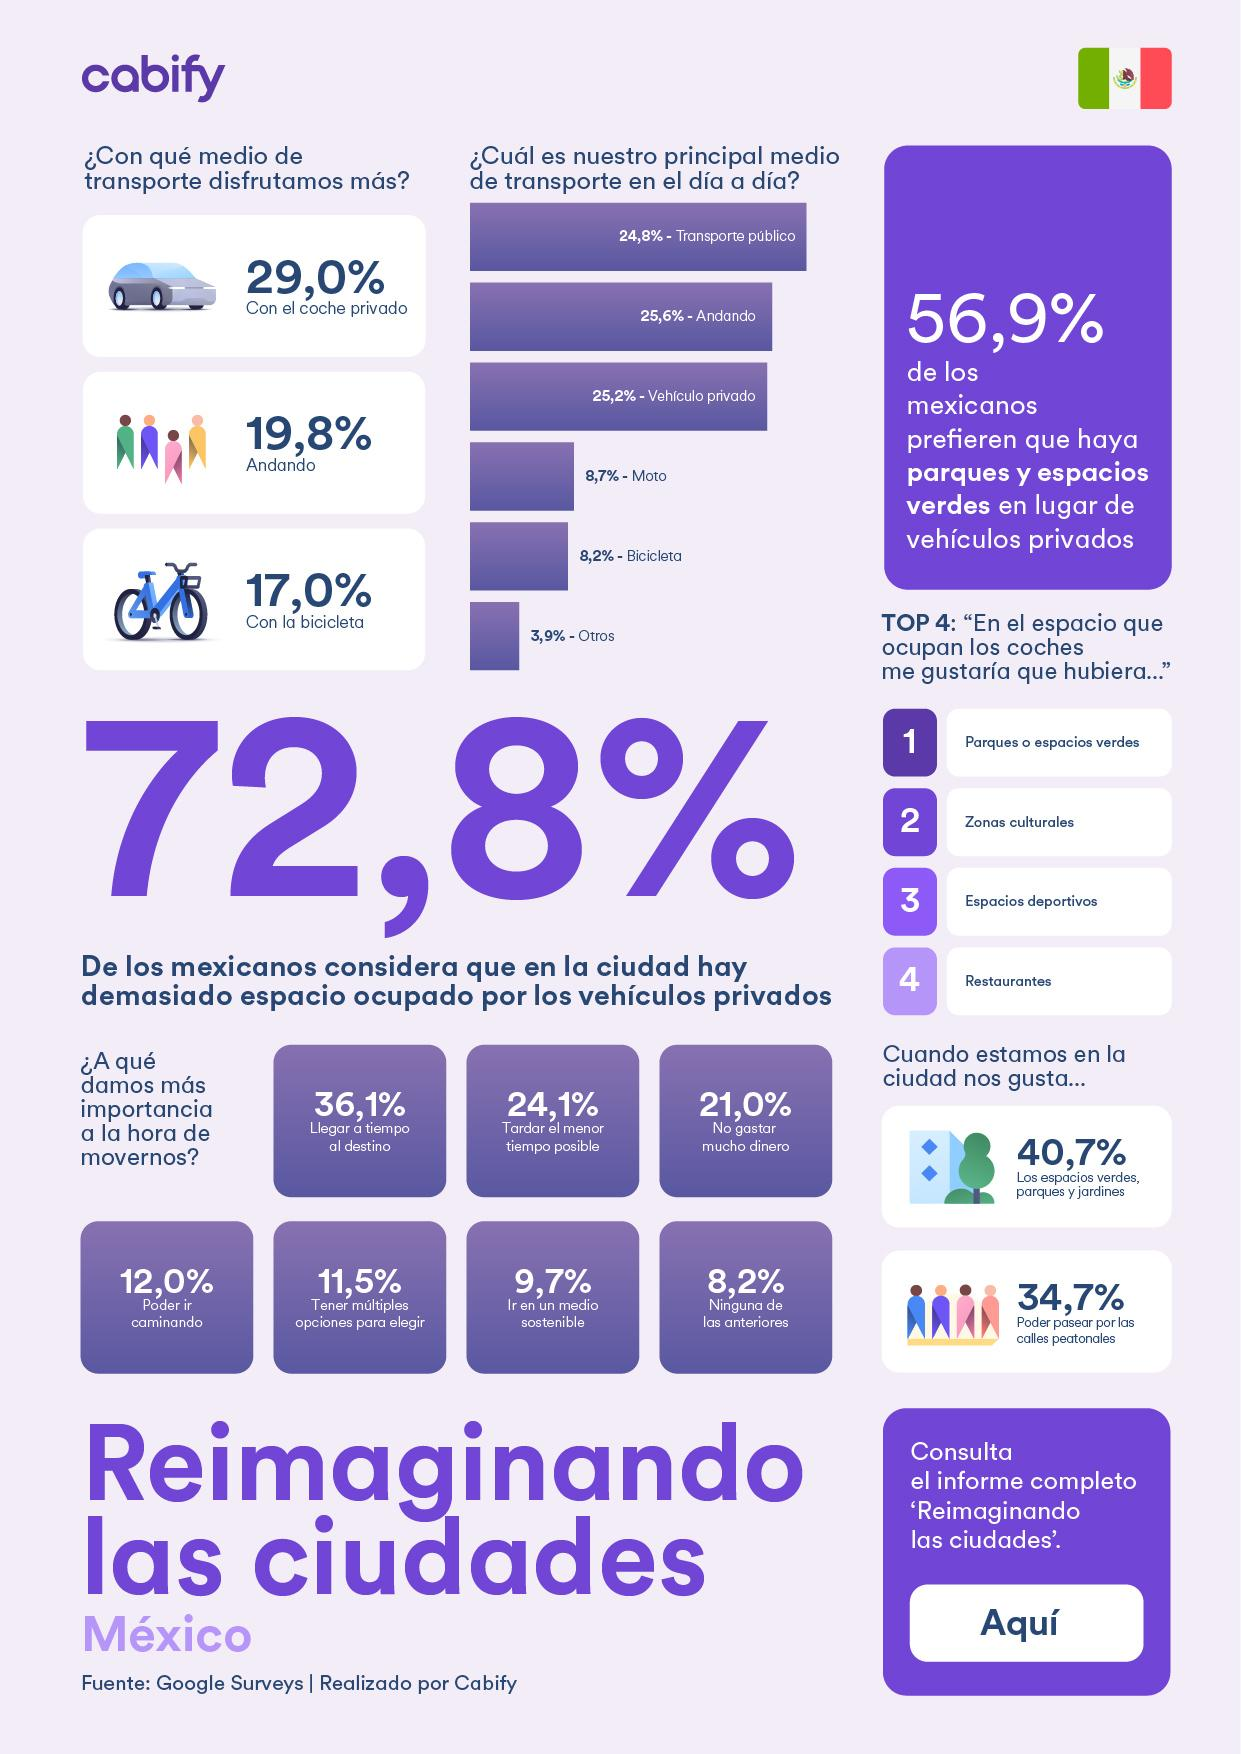 cabify
¿Con qué medio de
transporte disfrutamos más?
29,0%
Con el coche privado
19,8%
Andando
17,0%
Con la bicicleta
¿Cuál es nuestro principal medio
de transporte en el día a día?
24,8% - Transporte público
25,6% - Andando
25,2% - Vehículo privado
8,7% - Moto
8,2% - Bicicleta
3,9% - Otros
56,9%
de los
mexicanos
prefieren que haya
parques y espacios
verdes en lugar de
vehículos privados
TOP 4: “En el espacio que
ocupan los coches
me gustaría que hubiera...”
1
Parques o espacios verdes
2
Zonas culturales
3
Espacios deportivos
4
Restaurantes
72,8%
De los mexicanos considera que en la ciudad hay
demasiado espacio ocupado por los vehículos privados
¿A qué
damos más
importancia
a la hora de
movernos?
36,1%
Llegar a tiempo
al destino
24,1%
Tardar el menor
tiempo posible
21,0%
No gastar
mucho dinero
12,0%
Poder ir
caminando
11,5%
Tener múltiples
opciones para elegir
9,7%
Ir en un medio
sostenible
8,2%
Ninguna de
las anteriores
Cuando estamos en la
ciudad nos gusta...
40,7%
Los espacios verdes,
parques y jardines
34,7%
Poder pasear por las
calles peatonales
Reimaginando
las ciudades
México
Fuente: Google Surveys | Realizado por Cabify
Consulta
el informe completo
‘Reimaginando
las ciudades’.
Aquí